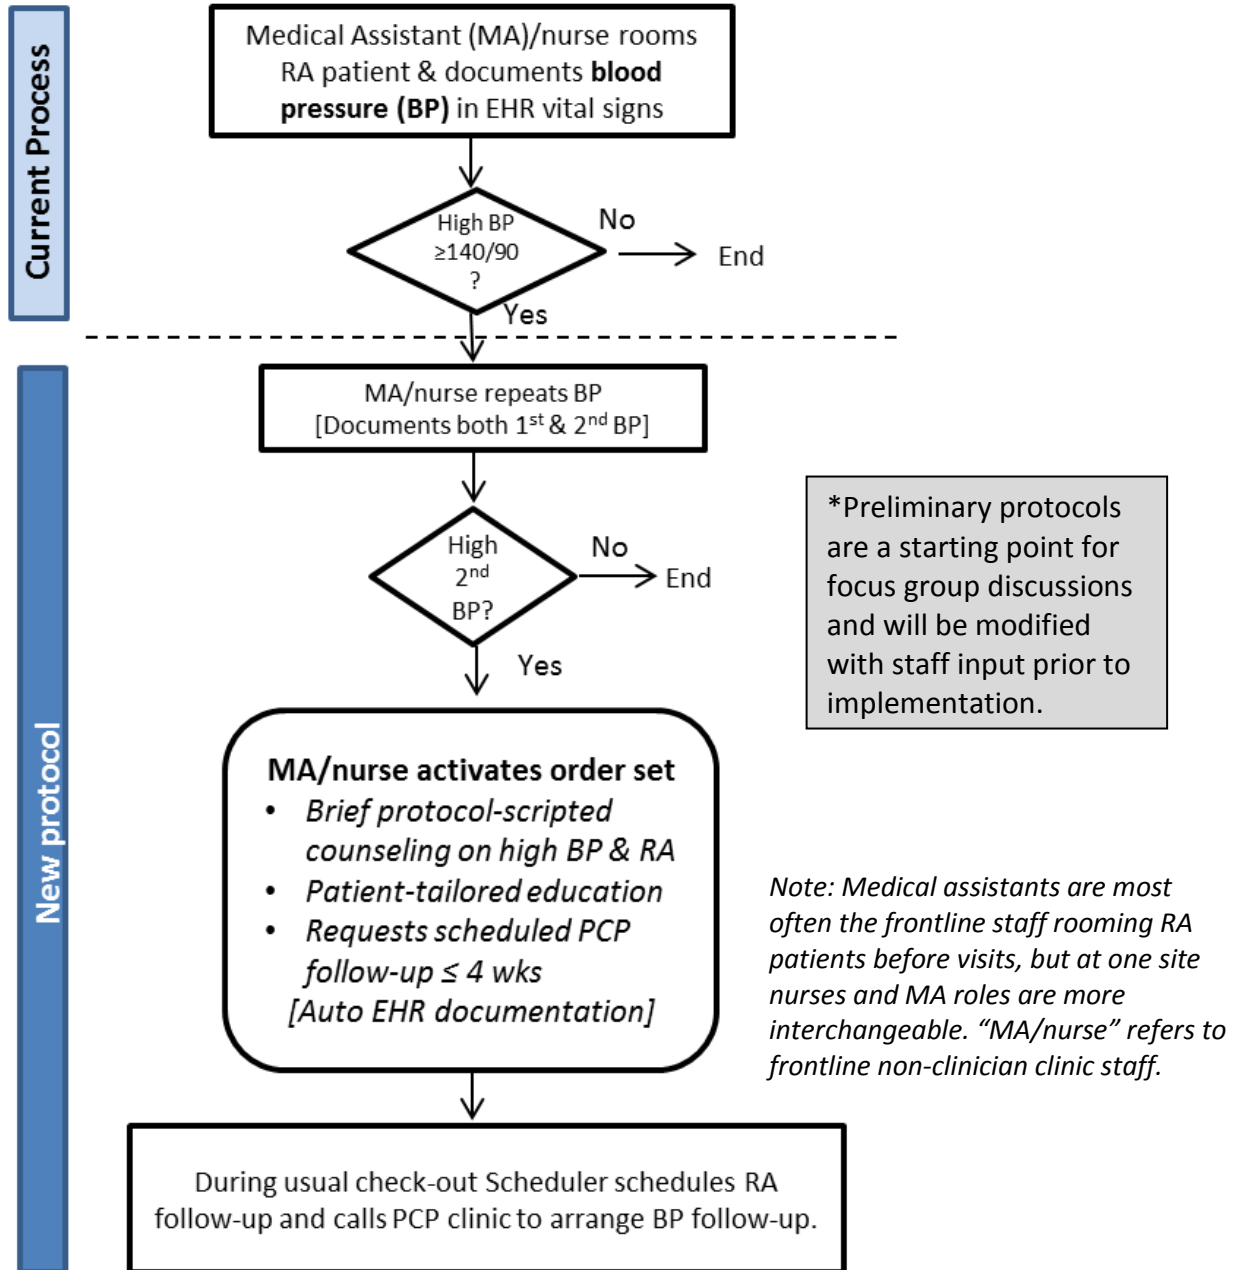 Current Process
Medical Assistant (MA)/nurse rooms
RA patient & documents blood
pressure (BP) in EHR vital signs
High BP
≥140/90
?
No
End
Yes
New protocol
MA/nurse repeats BP
[Documents both 1st & 2nd BP]
High
2nd
BP?
No
End
Yes
*Preliminary protocols
are a starting point for
focus group discussions
and will be modified
with staff input prior to
implementation.
MA/nurse activates order set
• Brief protocol-scripted
counseling on high BP & RA
• Patient-tailored education
• Requests scheduled PCP
follow-up ≤ 4 wks
[Auto EHR documentation]
Note: Medical assistants are most
often the frontline staff rooming RA
patients before visits, but at one site
nurses and MA roles are more
interchangeable. “MA/nurse” refers to
frontline non-clinician clinic staff.
During usual check-out Scheduler schedules RA
follow-up and calls PCP clinic to arrange BP follow-up.